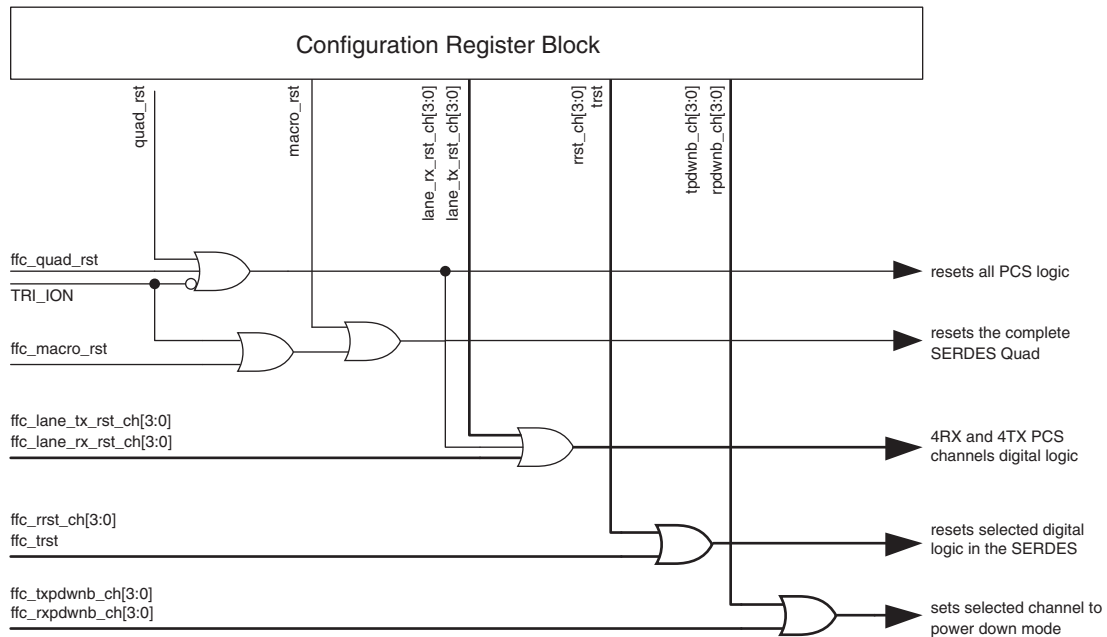 Configuration Register Block
quad_rst
macro_rst
lane_rx_rst_ch[3:0]
lane_tx_rst_ch[3:0]
rrst_ch[3:0]
trst
tpdwnb_ch[3:0]
rpdwnb_ch[3:0]
ffc_quad_rst
TRI_ION
resets all PCS logic
ffc_macro_rst
resets the complete
SERDES Quad
ffc_lane_tx_rst_ch[3:0]
ffc_lane_rx_rst_ch[3:0]
4RX and 4TX PCS
channels digital logic
ffc_rrst_ch[3:0]
ffc_trst
resets selected digital
logic in the SERDES
ffc_txpdwnb_ch[3:0]
ffc_rxpdwnb_ch[3:0]
sets selected channel to
power down mode